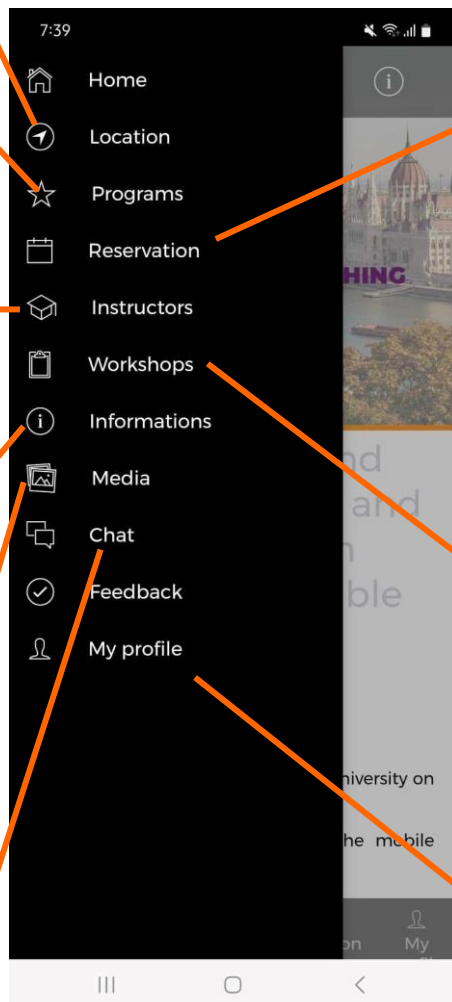 7:39
Home
Location
Programs
Reservation
HING
Instructors
Workshops
Informations
nd
Media
and
Chat
Feedback
ble
My profile
niversity on
he mobile
on My